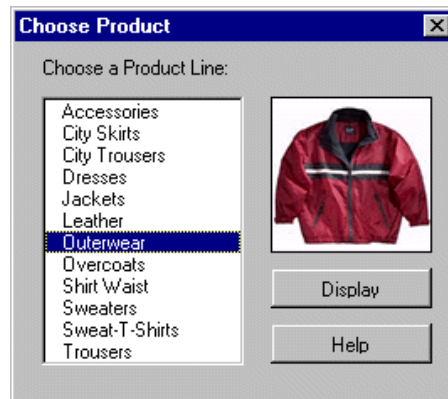 Choose Product
Choose a Product Line:
Accessories
City Skirts
City Trousers
Dresses
Jackets
Leather
Outerwear
Overcoats
Shirt Waist
Sweaters
Sweat-T-Shirts
Trousers
Display
Help